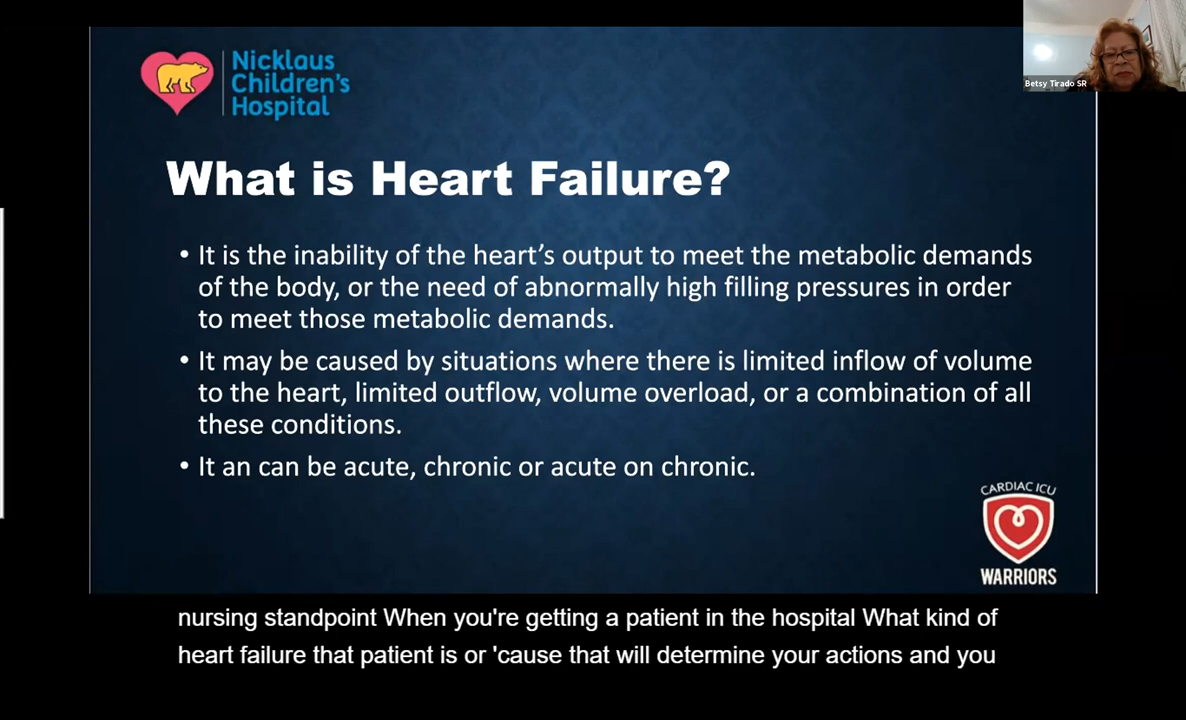 Nicklaus
Children's
Hospital
Betsy Tirado SR
What is Heart Failure?
• It is the inability of the heart’s output to meet the metabolic demands
of the body, or the need of abnormally high filling pressures in order
to meet those metabolic demands.
• It may be caused by situations where there is limited inflow of volume
to the heart, limited outflow, volume overload, or a combination of all
these conditions.
• It an can be acute, chronic or acute on chronic.
CARDIAC ICU
WARRIORS
nursing standpoint When you're getting a patient in the hospital What kind of
heart failure that patient is or 'cause that will determine your actions and you